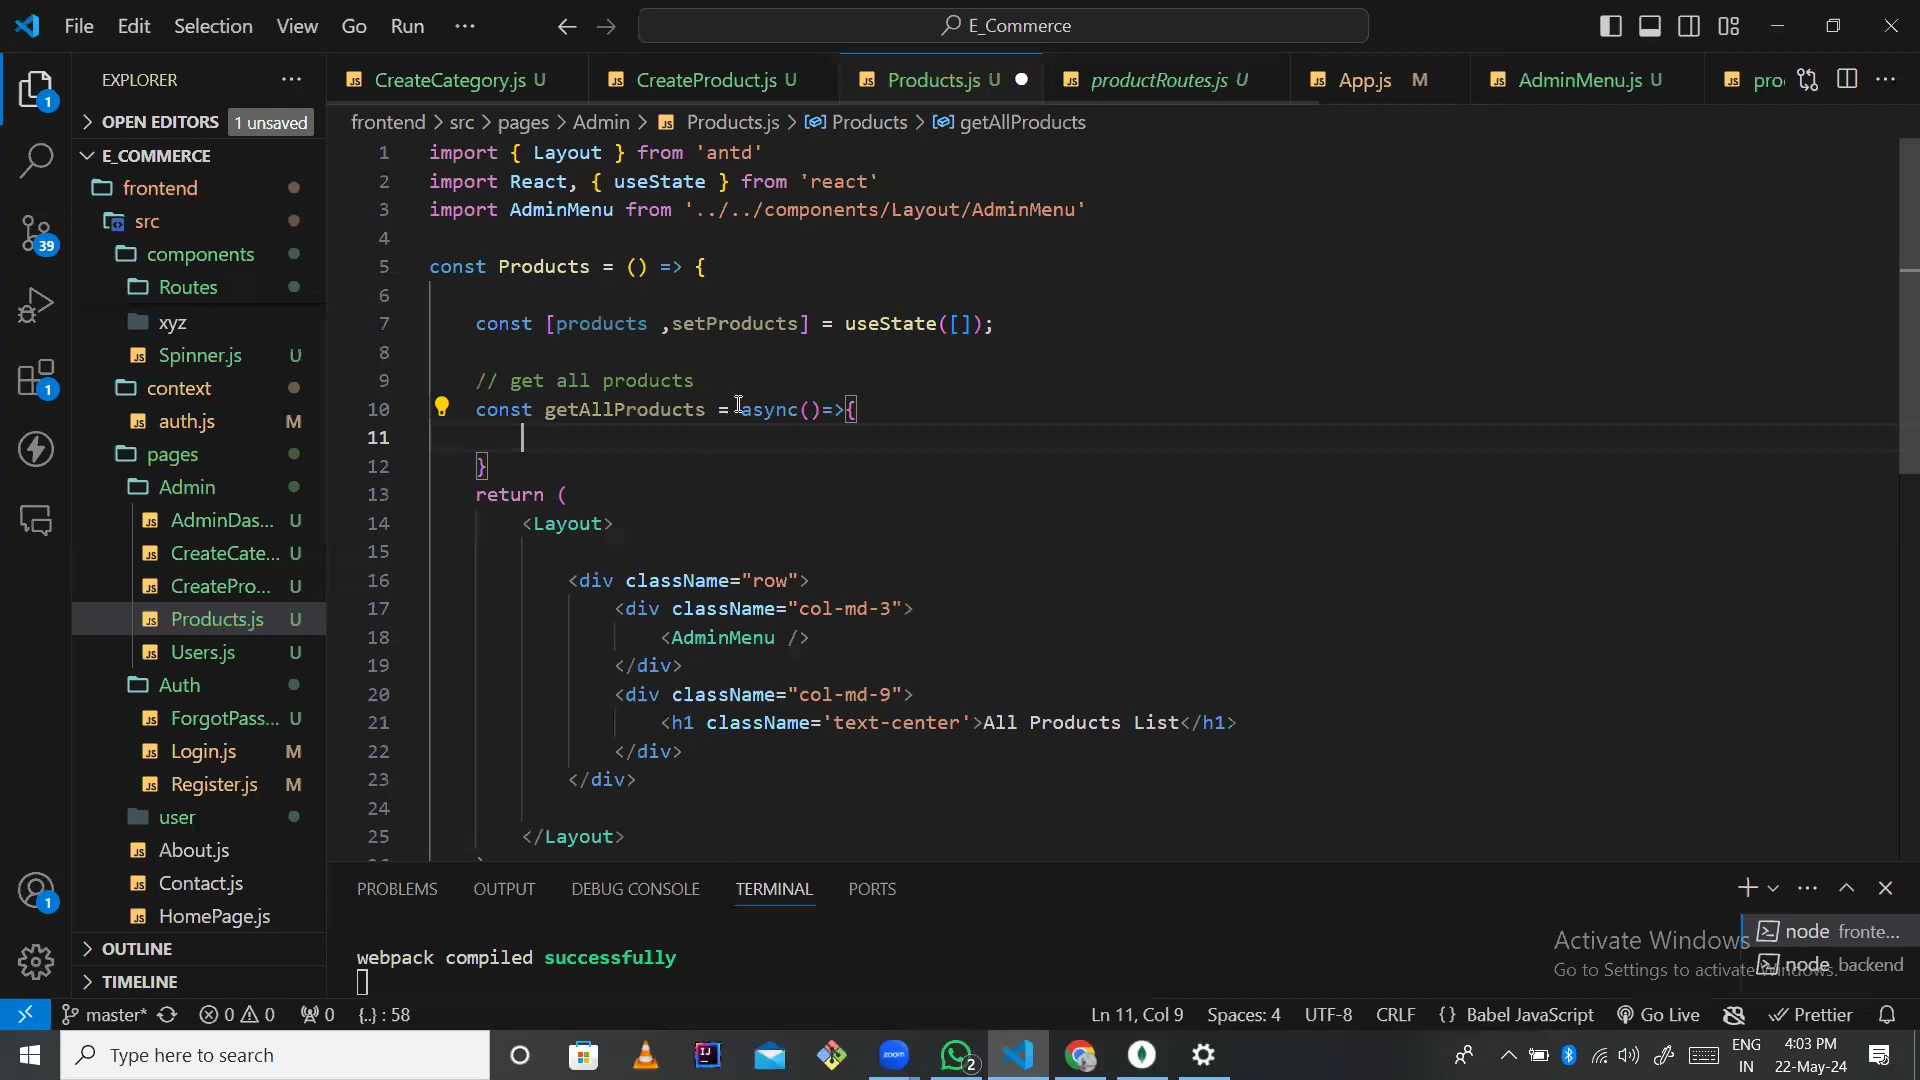 File Edit Selection View Go Run ··· E_Commerce
EXPLORER ···
OPEN EDITORS 1 unsaved
E_COMMERCE
frontend
src
components
Routes
xyz
Spinner.js U
context
auth.js
pages
Admin
AdminDas... U
CreateCate... U
CreatePro... U
Products.js U
Users.js U
Auth
ForgotPass... U
Login.js M
Register.js M
user
About.js
Contact.js
HomePage.js
OUTLINE
TIMELINE
1
39
1
1
CreateCategory.js U CreateProduct.js U Products.js U productRoutes.js U App.js M AdminMenu.js U pro
frontend > src > pages > Admin > Products.js > Products > getAllProducts
1 import { Layout } from 'antd'
2 import React, { useState } from 'react'
3 import AdminMenu from '../../components/Layout/AdminMenu'
4
5 const Products = () => {
6
7 const [products ,setProducts] = useState([]);
8
9 // get all products
10 const getAllProducts = async()=>{
11
12 }
13 return (
14 <Layout>
15
16 <div className="row">
17 <div className="col-md-3">
18 <AdminMenu />
19 </div>
20 <div className="col-md-9">
21 <h1 className='text-center'>All Products List</h1>
22 </div>
23 </div>
24
25 </Layout>
PROBLEMS OUTPUT DEBUG CONSOLE TERMINAL PORTS
webpack compiled successfully
node fronte...
node backend
Activate Windows
Go to Settings to activate Windows.
master* 0 0 0 {..} : 58 Ln 11, Col 9 Spaces: 4 UTF-8 CRLF {} Babel JavaScript Go Live Prettier
Type here to search
zoom
2
ENG
IN
4:03 PM
22-May-24